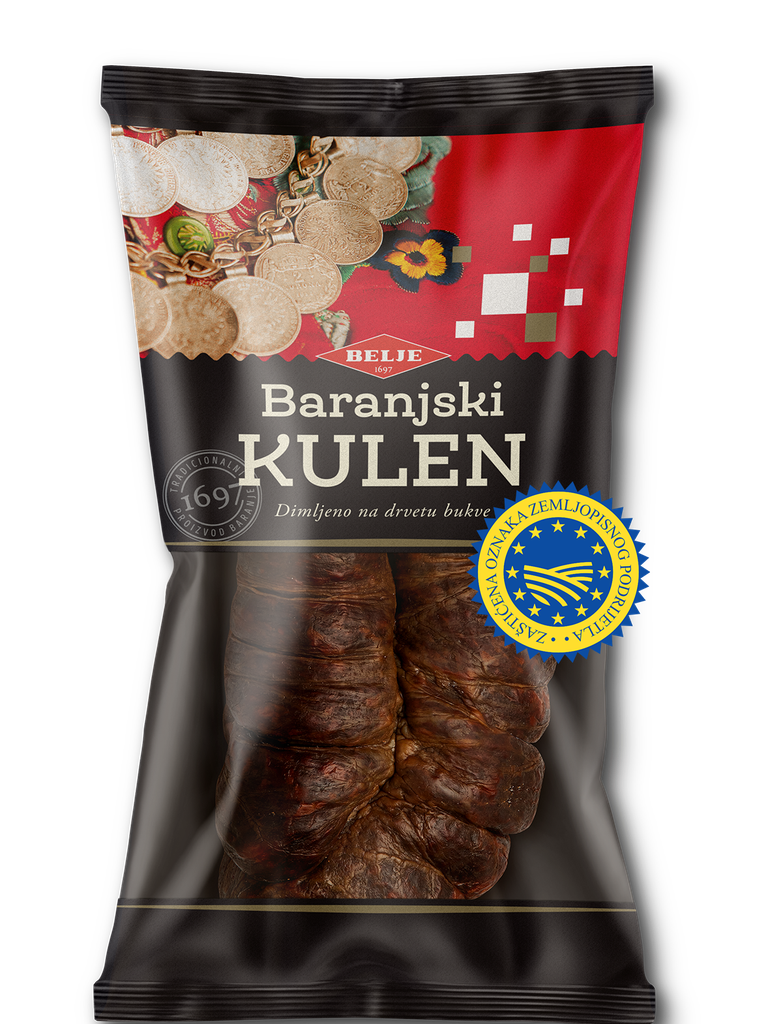 BELJE
1697
Baranjski
KULEN
TRADICIONALNI
1697
PROIZVOD BARANJE
Dimljeno na drvetu bukve
ZAŠTIĆENA OZNAKA ZEMLJOPISNOG PODRIJETLA